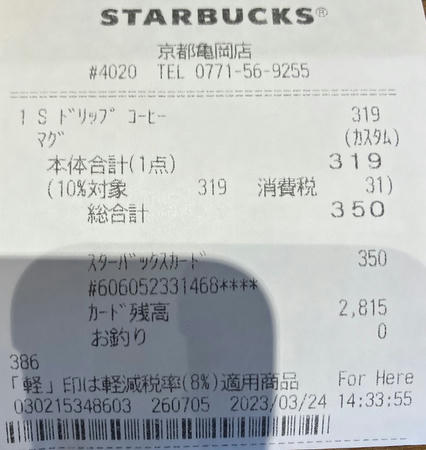 STARBUCKS®
京都亀岡店
#4020 TEL 0771-56-9255
1 S ドリップ コーヒー 319
マグ (カスタム)
本体合計(1点) 319
(10%対象 319 消費税 31)
総合計 350
スターバックスカード 350
#606052331468****
カード残高 2,815
お釣り 0
386
「軽」印は軽減税率(8%)適用商品 For Here
030215348603 260705 2023/03/24 14:33:55